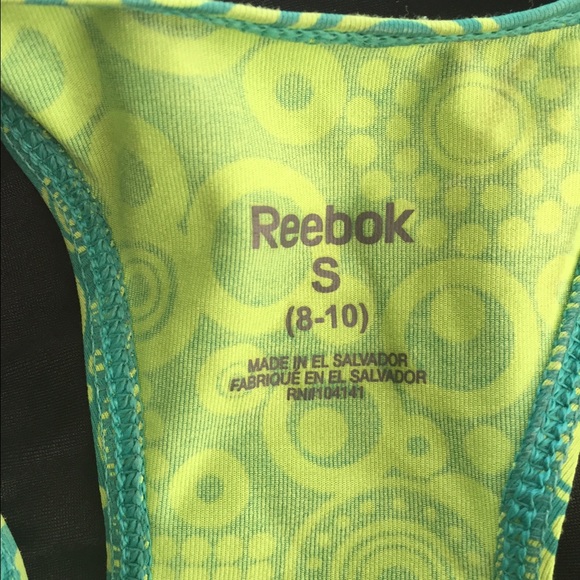 Reebok
S
(8-10)
MADE IN EL SALVADOR
FABRIQUÉ EN EL SALVADOR
RN#104141